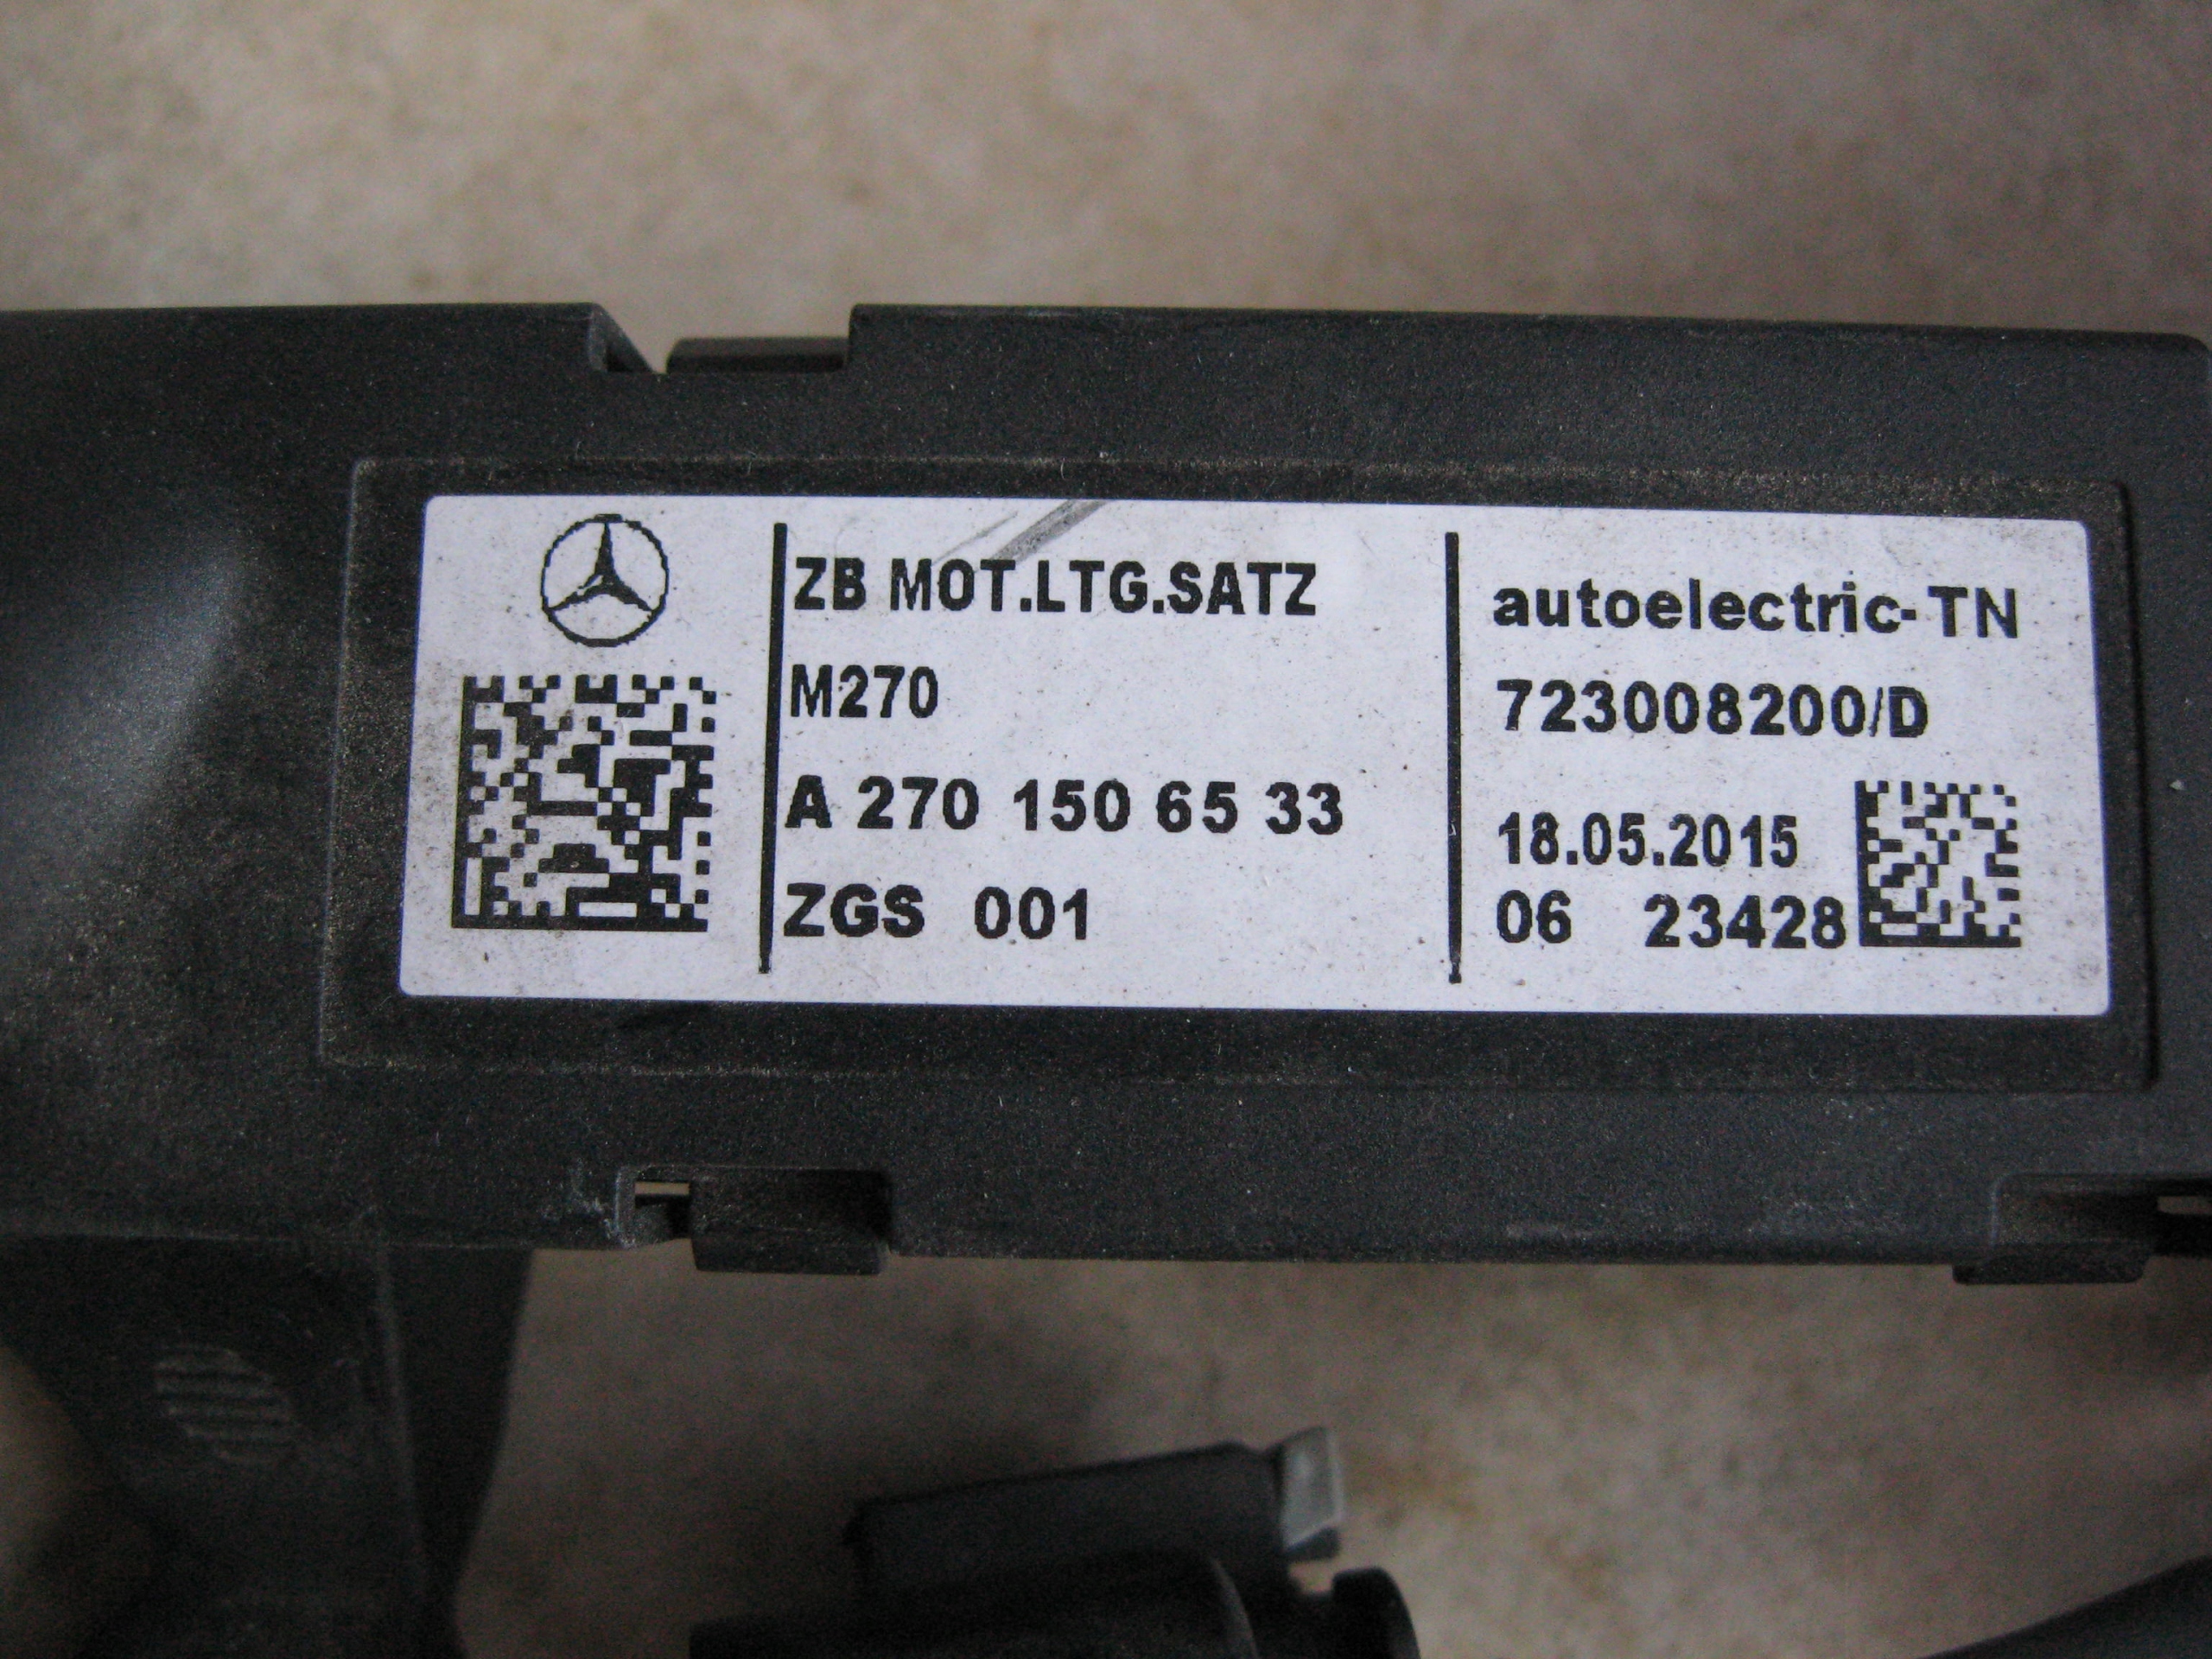 ZB MOT.LTG.SATZ
M270
A 270 150 65 33
ZGS 001
autoelectric-TN
723008200/D
18.05.2015
06 23428